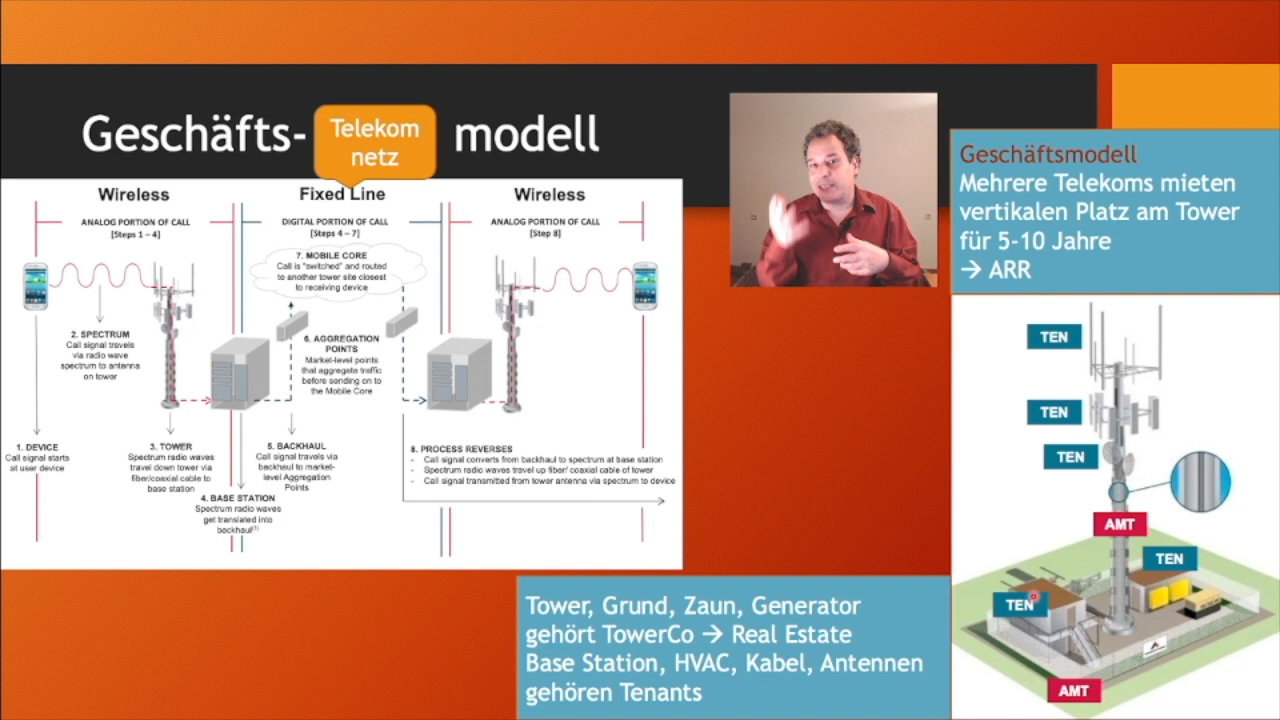 Geschäfts-
Telekom
netz
modell
Wireless
Fixed Line
Wireless
ANALOG PORTION OF CALL
[Steps 1 – 4]
DIGITAL PORTION OF CALL
[Steps 4 – 7]
ANALOG PORTION OF CALL
[Step 8]
7. MOBILE CORE
Call is "switched" and routed
to another tower site closest
to receiving device
2. SPECTRUM
Call signal travels
via radio wave
spectrum to antenna
on tower
6. AGGREGATION
POINTS
Market-level points
that aggregate traffic
before sending on to
the Mobile Core
1. DEVICE
Call signal starts
at user device
3. TOWER
Spectrum radio waves
travel down tower via
fiber/coaxial cable to
base station
4. BASE STATION
Spectrum radio waves
get translated into
backhaul(1)
5. BACKHAUL
Call signal travels via
backhaul to market-
level Aggregation
Points
8. PROCESS REVERSES
- Call signal converts from backhaul to spectrum at base station
- Spectrum radio waves travel up fiber/ coaxial cable of tower
- Call signal transmitted from tower antenna via spectrum to device
Geschäftsmodell
Mehrere Telekoms mieten
vertikalen Platz am Tower
für 5-10 Jahre
→ ARR
TEN
TEN
TEN
AMT
TEN
TEN
AMT
Tower, Grund, Zaun, Generator
gehört TowerCo → Real Estate
Base Station, HVAC, Kabel, Antennen
gehören Tenants